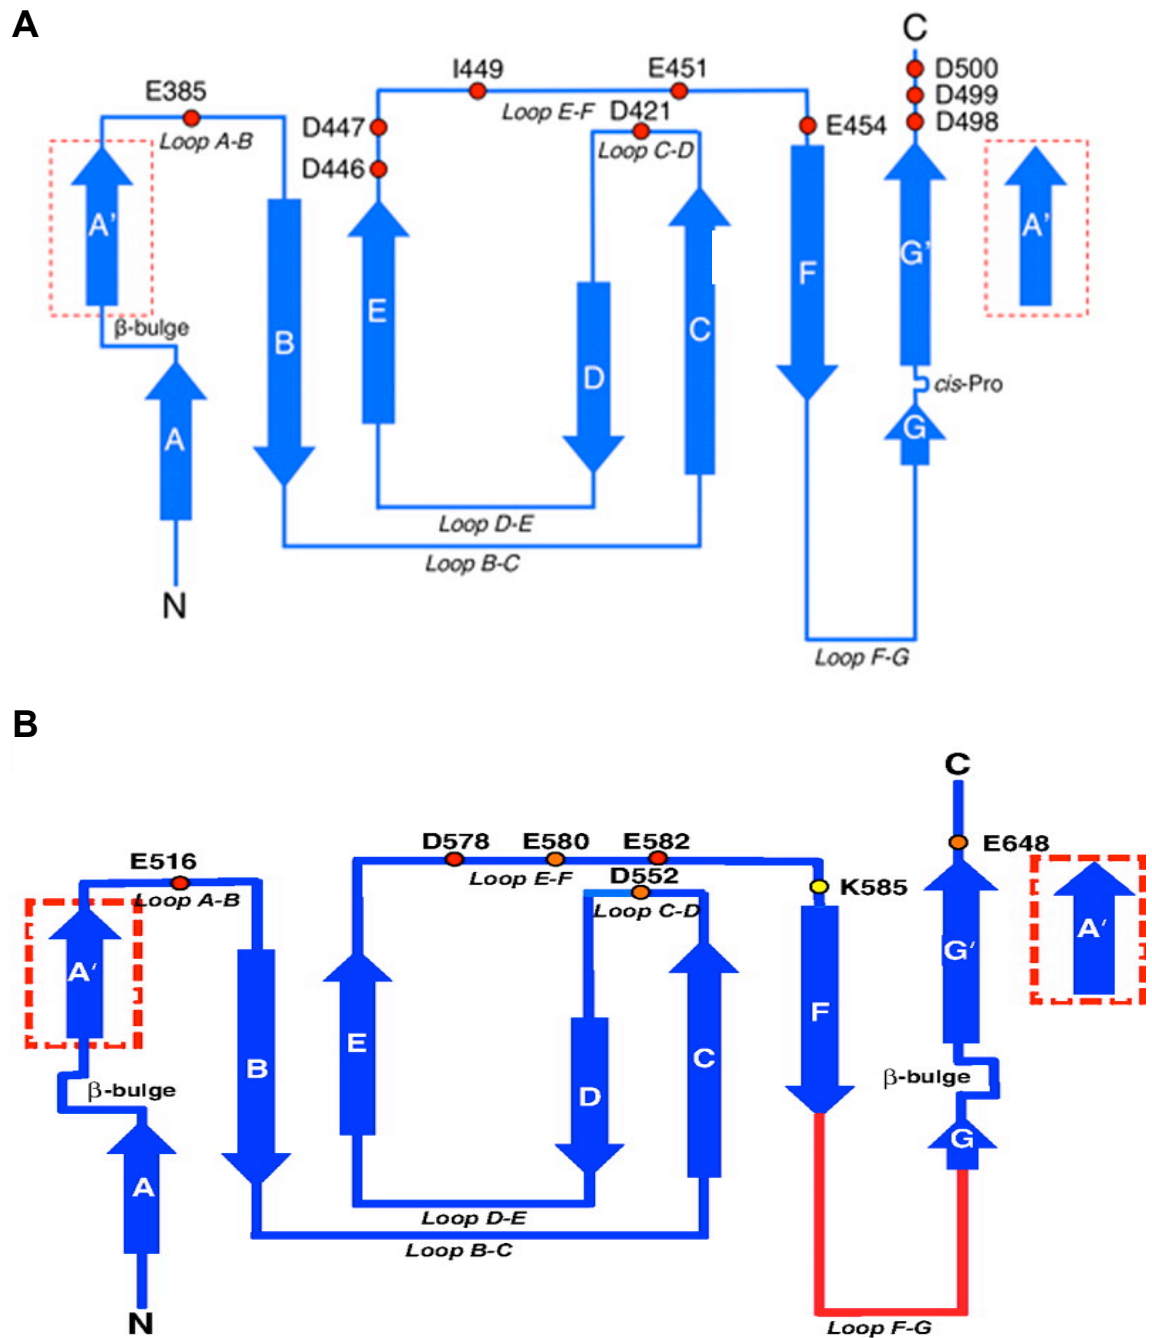 A
C
I449
E451
D500
E385
D499
Loop E-F
D421
D447
E454
D498
Loop A-B
Loop C-D
D446
A'
A'
G'
F
E
C
β-bulge
B
D
cis-Pro
A
G
Loop D-E
Loop B-C
N
Loop F-G
B
C
D578
E580
E582
E648
E516
Loop E-F
D552
K585
Loop A-B
Loop C-D
A′
A′
G′
F
E
C
B
β-bulge
β-bulge
D
G
A
Loop D-E
Loop B-C
N
Loop F-G